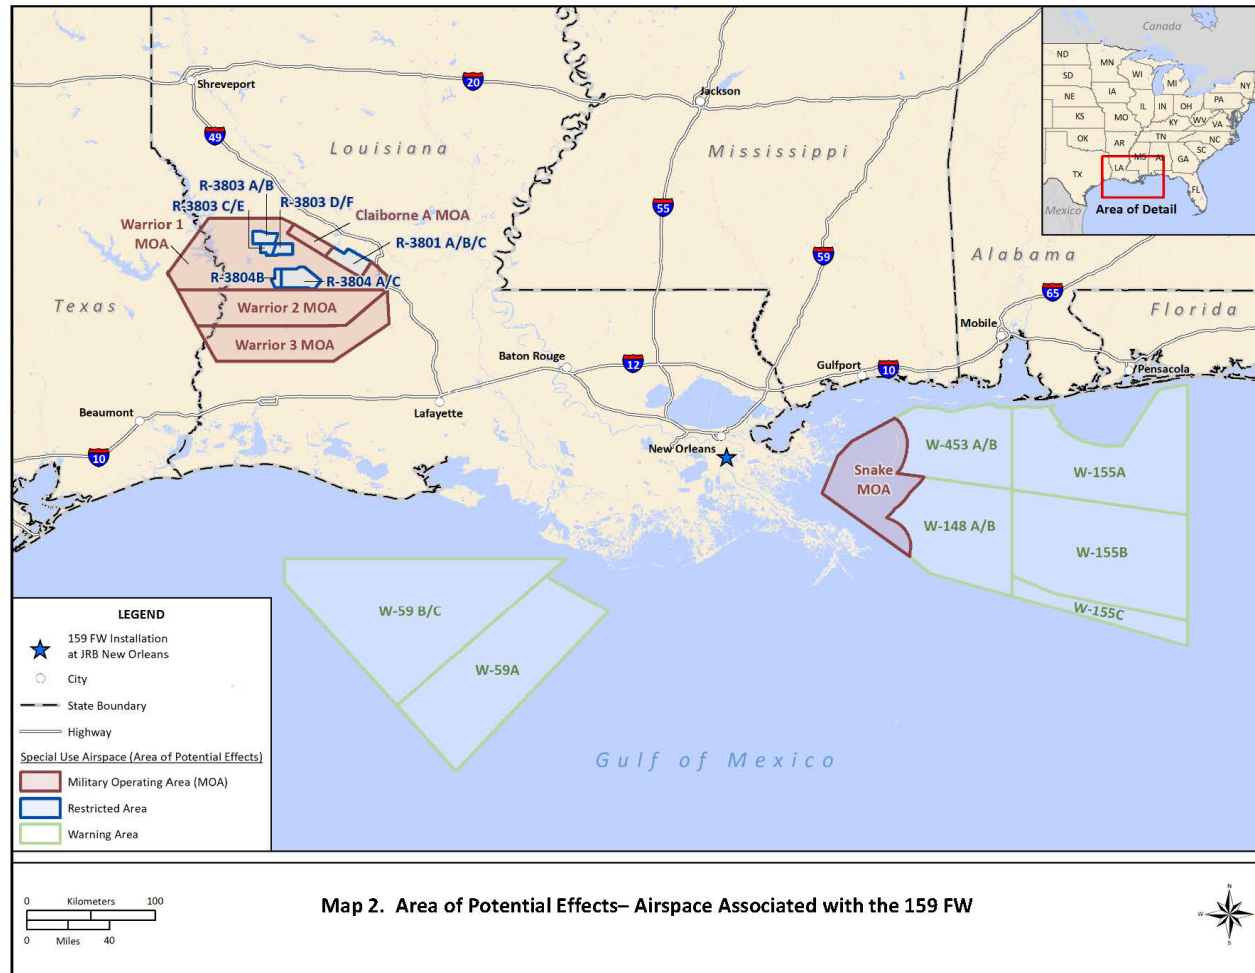 Canada
ND
MN
SD
WI
MI
NY
NE
IA
PA
IL
IN
OH
KS
MO
WV
VA
KY
OK
AR
TN
NC
SC
MS
AL
GA
TX
LA
FL
Mexico
Area of Detail
Shreveport
20
Jackson
49
Louisiana
Mississippi
R-3803 A/B
R-3803 C/E
R-3803 D/F
55
Claiborne A MOA
Warrior 1
MOA
R-3801 A/B/C
59
Alabama
R-3804B
R-3804 A/C
65
Texas
Warrior 2 MOA
Florida
Mobile
Warrior 3 MOA
Baton Rouge
12
Gulfport
10
Pensacola
Beaumont
Lafayette
10
New Orleans
W-453 A/B
Snake
MOA
W-155A
W-148 A/B
W-155B
W-59 B/C
W-155C
W-59A
LEGEND
159 FW Installation
at JRB New Orleans
City
State Boundary
Highway
Special Use Airspace (Area of Potential Effects)
Military Operating Area (MOA)
Restricted Area
Warning Area
Gulf of Mexico
0 Kilometers 100
0 Miles 40
Map 2. Area of Potential Effects– Airspace Associated with the 159 FW
N
W
E
S